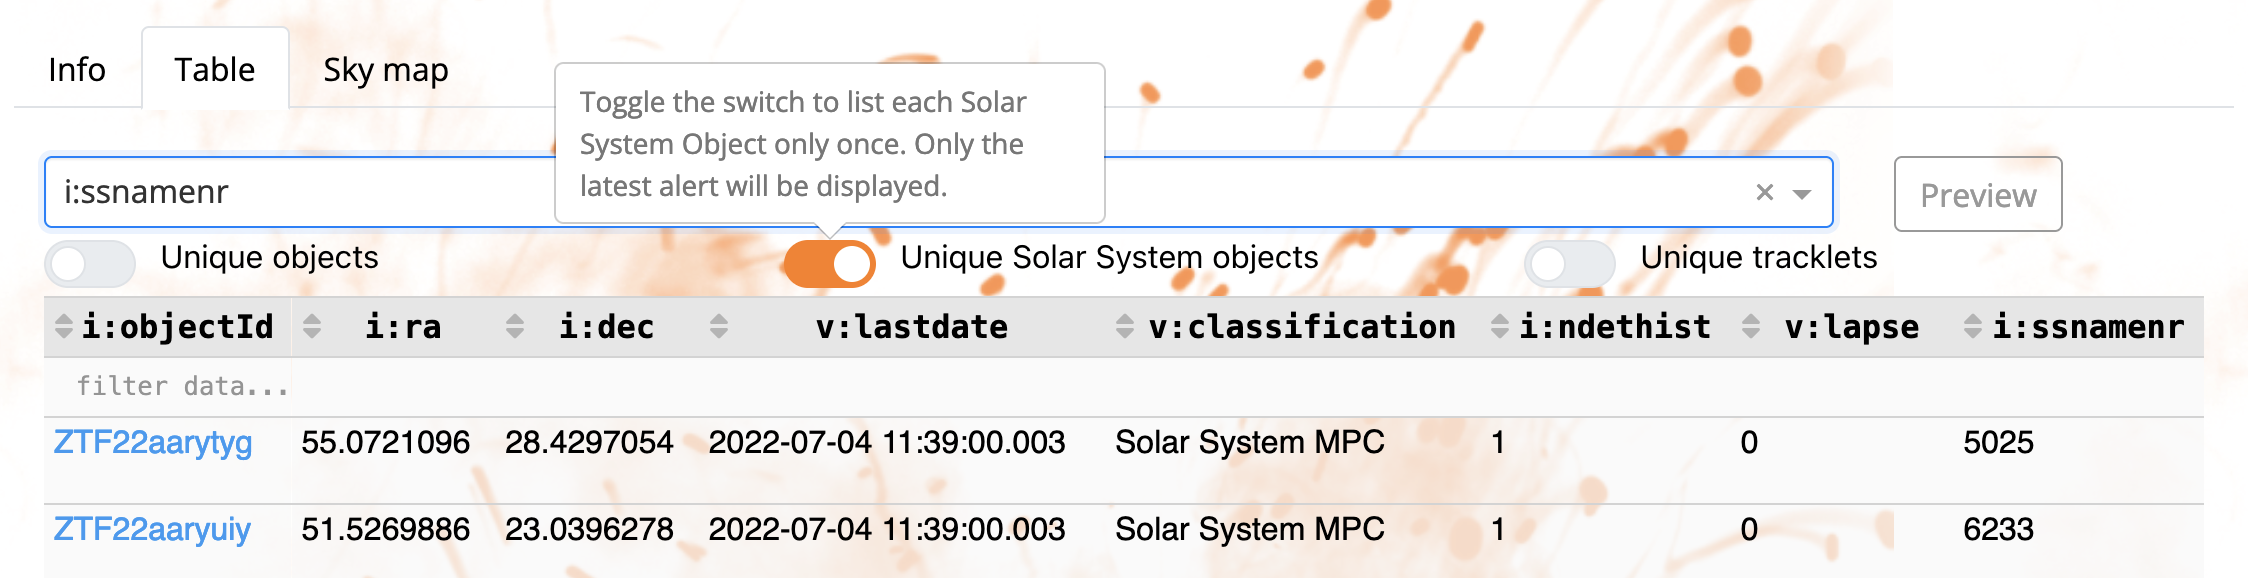 Info Table Sky map
Toggle the switch to list each Solar
System Object only once. Only the
latest alert will be displayed.
i:ssnamenr × Preview
Unique objects Unique Solar System objects Unique tracklets
i:objectId i:ra i:dec v:lastdate v:classification i:ndethist v:lapse i:ssnamenr
filter data...
ZTF22aarytyg 55.0721096 28.4297054 2022-07-04 11:39:00.003 Solar System MPC 1 0 5025
ZTF22aaryuiy 51.5269886 23.0396278 2022-07-04 11:39:00.003 Solar System MPC 1 0 6233